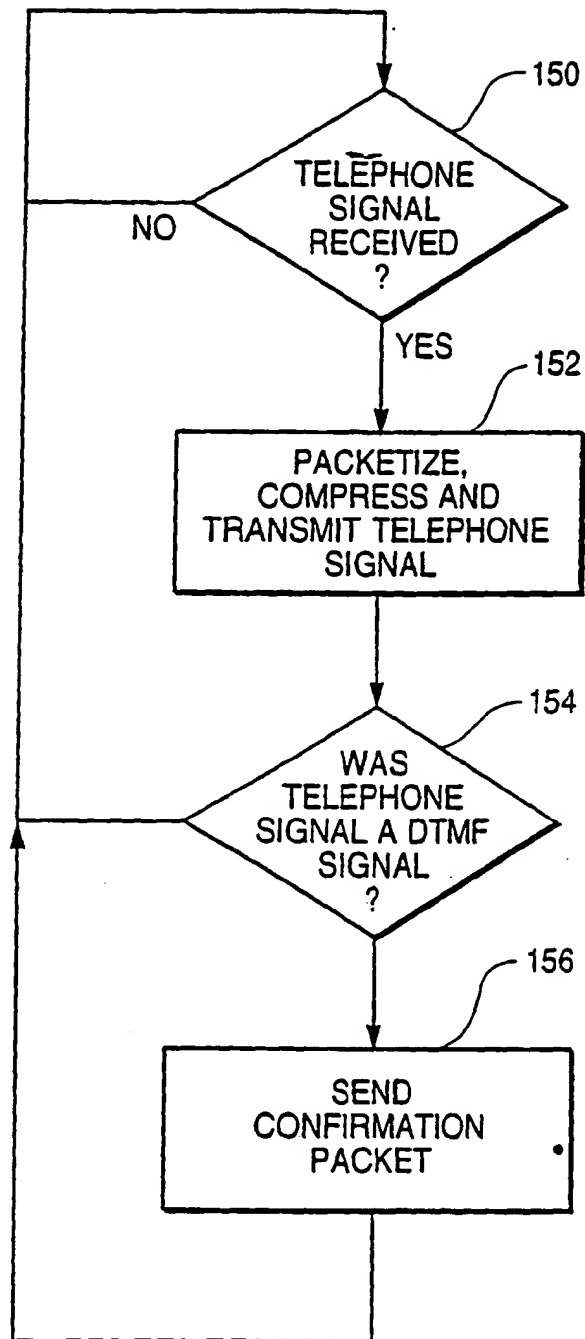 150
TELEPHONE
SIGNAL
RECEIVED
?
NO
YES
152
PACKETIZE,
COMPRESS AND
TRANSMIT TELEPHONE
SIGNAL
154
WAS
TELEPHONE
SIGNAL A DTMF
SIGNAL
?
156
SEND
CONFIRMATION
PACKET